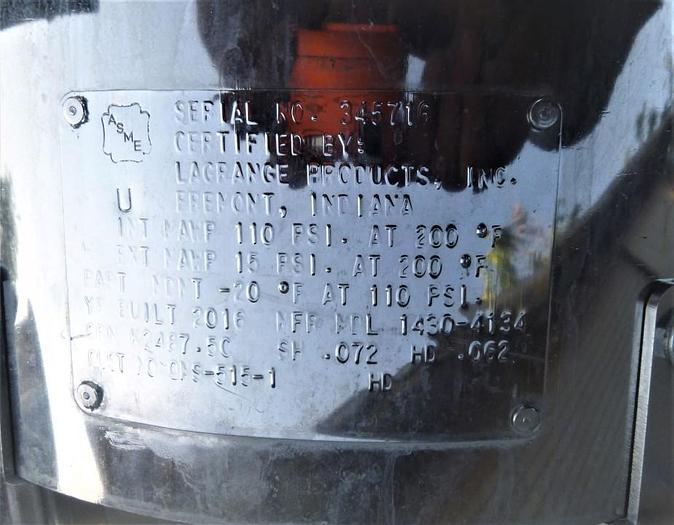 ASME
SERIAL NO. 345716
CERTIFIED BY:
LAGRANGE PRODUCTS, INC.
U FREMONT, INDIANA
INT MAWP 110 PSI. AT 200 °F
EXT MAWP 15 PSI. AT 200 °F
PART MDMT -20 °F AT 110 PSI.
YR BUILT 2016 MFR MDL 1430-4134
SH .072 HD .062
HD